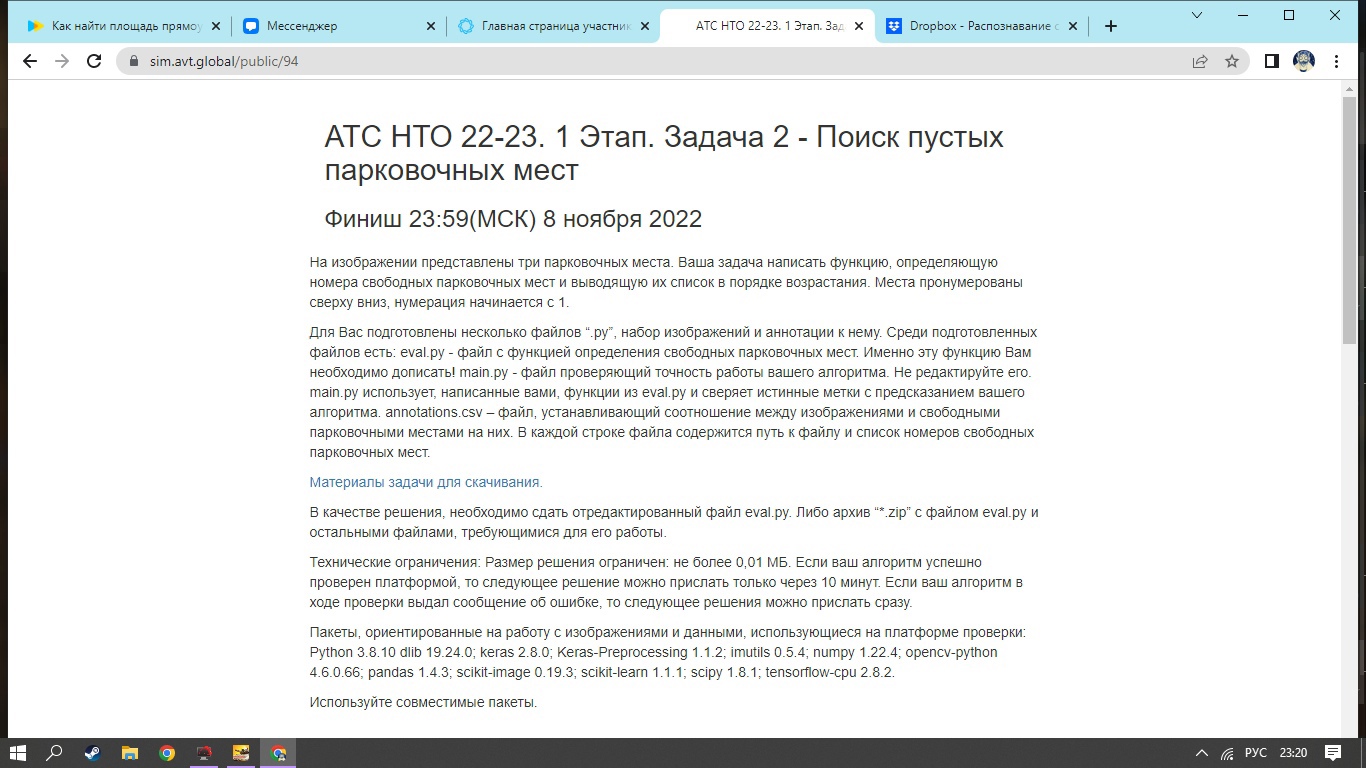 Как найти площадь прямоу
Мессенджер
Главная страница участник
АТС НТО 22-23. 1 Этап. Зад
Dropbox - Распознавание с
sim.avt.global/public/94
АТС НТО 22-23. 1 Этап. Задача 2 - Поиск пустых
парковочных мест
Финиш 23:59(МСК) 8 ноября 2022
На изображении представлены три парковочных места. Ваша задача написать функцию, определяющую
номера свободных парковочных мест и выводящую их список в порядке возрастания. Места пронумерованы
сверху вниз, нумерация начинается с 1.
Для Вас подготовлены несколько файлов “.py”, набор изображений и аннотации к нему. Среди подготовленных
файлов есть: eval.py - файл с функцией определения свободных парковочных мест. Именно эту функцию Вам
необходимо дописать! main.py - файл проверяющий точность работы вашего алгоритма. Не редактируйте его.
main.py использует, написанные вами, функции из eval.py и сверяет истинные метки с предсказанием вашего
алгоритма. annotations.csv – файл, устанавливающий соотношение между изображениями и свободными
парковочными местами на них. В каждой строке файла содержится путь к файлу и список номеров свободных
парковочных мест.
Материалы задачи для скачивания.
В качестве решения, необходимо сдать отредактированный файл eval.py. Либо архив “*.zip” с файлом eval.py и
остальными файлами, требующимися для его работы.
Технические ограничения: Размер решения ограничен: не более 0,01 МБ. Если ваш алгоритм успешно
проверен платформой, то следующее решение можно прислать только через 10 минут. Если ваш алгоритм в
ходе проверки выдал сообщение об ошибке, то следующее решения можно прислать сразу.
Пакеты, ориентированные на работу с изображениями и данными, использующиеся на платформе проверки:
Python 3.8.10 dlib 19.24.0; keras 2.8.0; Keras-Preprocessing 1.1.2; imutils 0.5.4; numpy 1.22.4; opencv-python
4.6.0.66; pandas 1.4.3; scikit-image 0.19.3; scikit-learn 1.1.1; scipy 1.8.1; tensorflow-cpu 2.8.2.
Используйте совместимые пакеты.
РУС
23:20